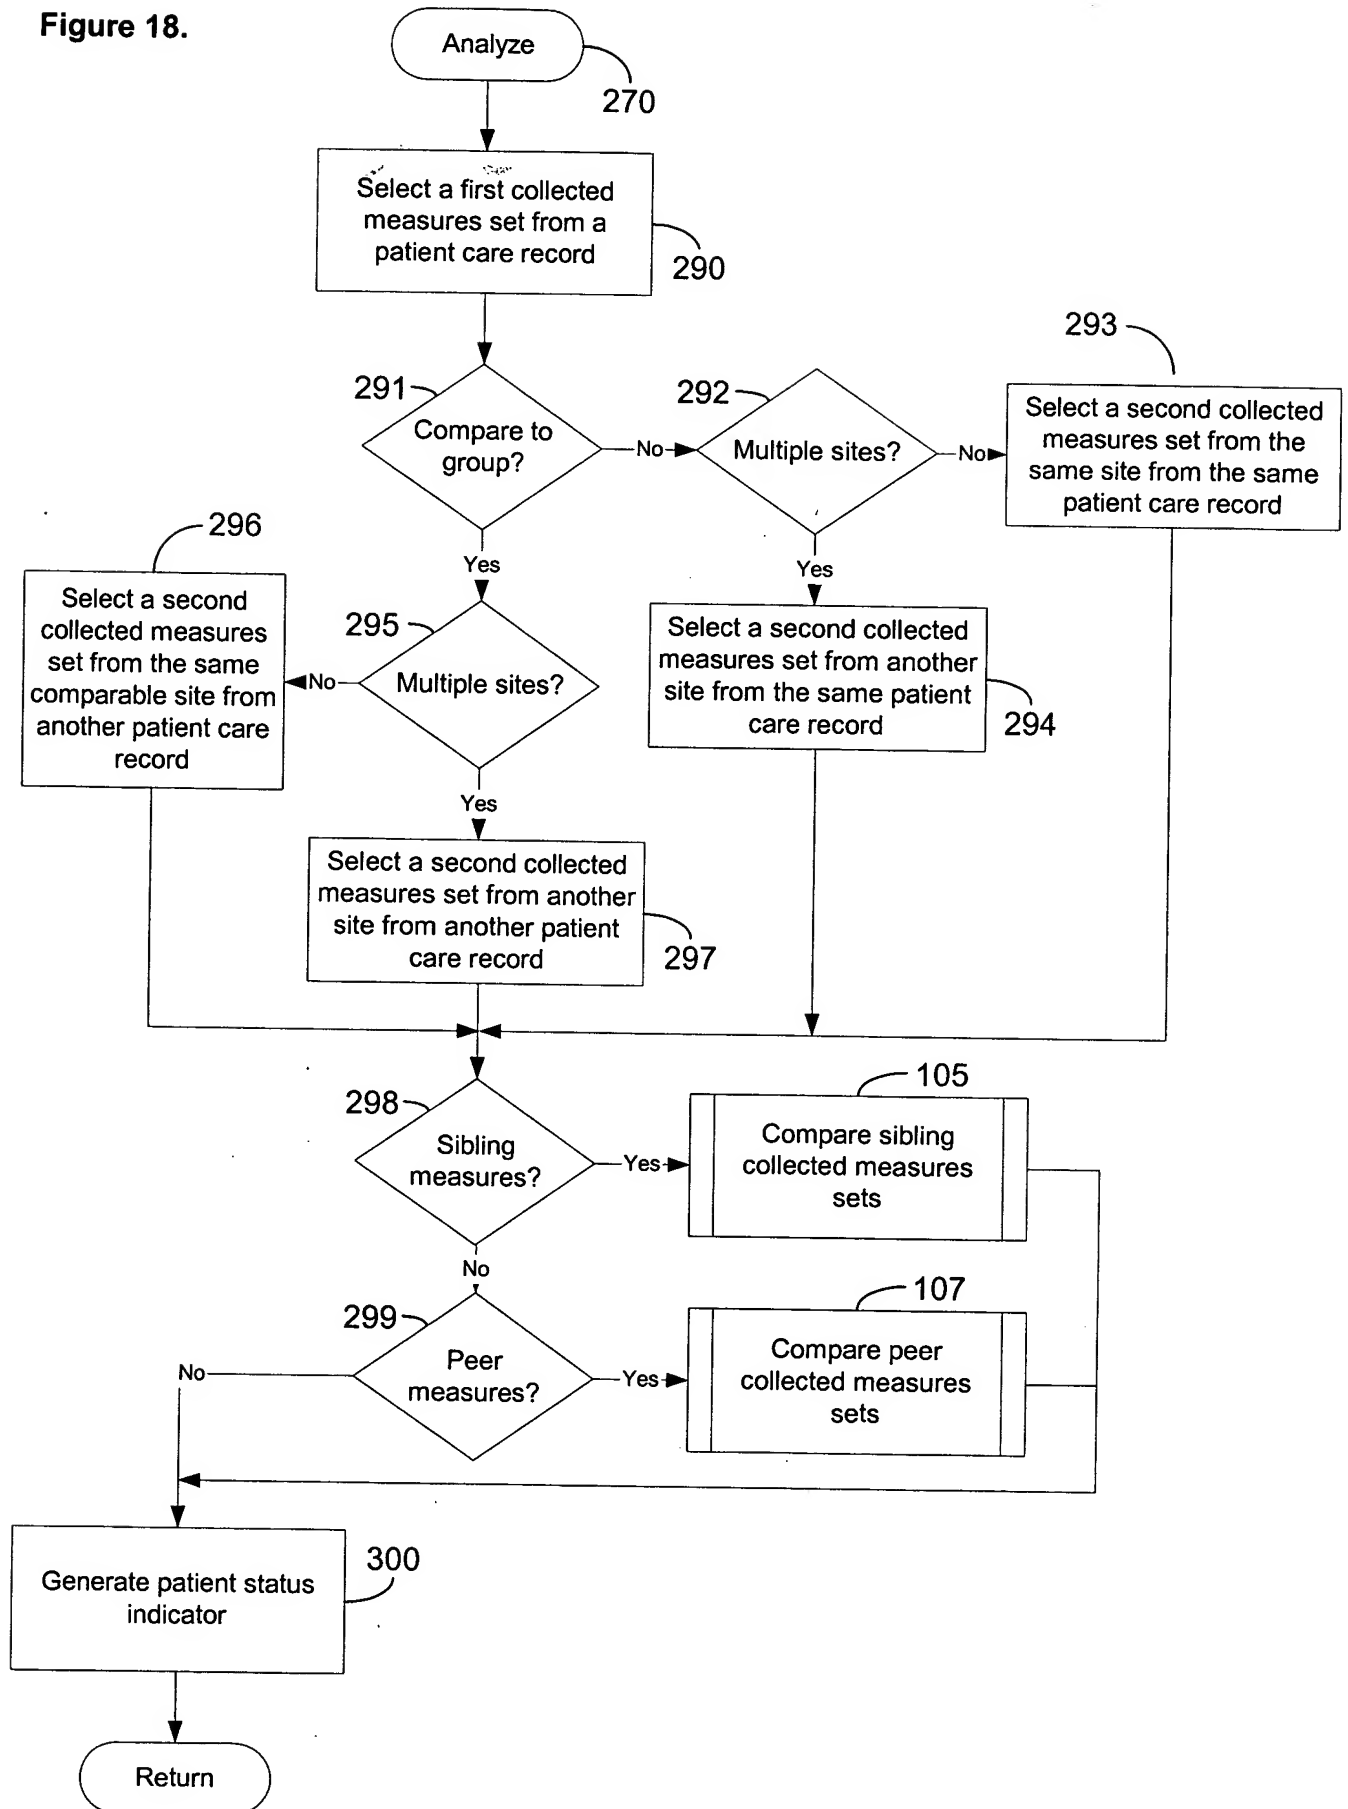 Figure 18.
Analyze
270
Select a first collected
measures set from a
patient care record
290
293
291
Compare to
group?
No
292
Multiple sites?
No
Select a second collected
measures set from the
same site from the same
patient care record
296
Yes
Yes
Select a second
collected measures
set from the same
comparable site from
another patient care
record
No
295
Multiple sites?
Select a second collected
measures set from another
site from the same patient
care record
294
Yes
Select a second collected
measures set from another
site from another patient
care record
297
298
Sibling
measures?
Yes
105
Compare sibling
collected measures
sets
No
299
Peer
measures?
No
Yes
107
Compare peer
collected measures
sets
Generate patient status
indicator
300
Return